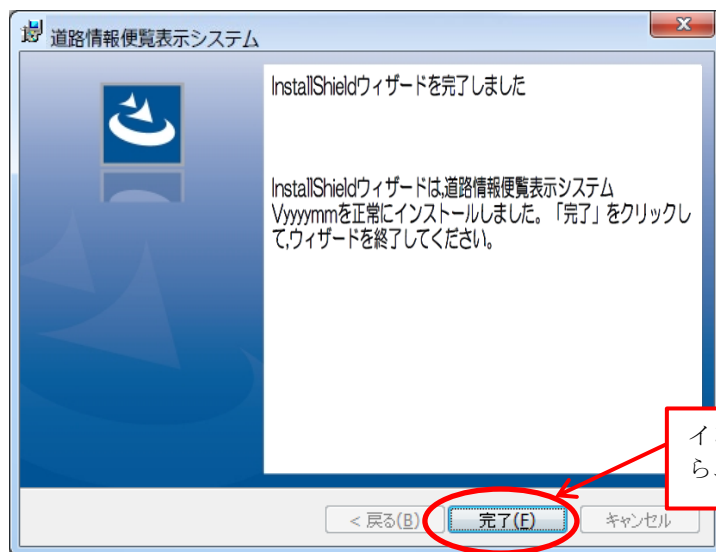 道路情報便覧表示システム
InstallShieldウィザードを完了しました
InstallShieldウィザードは,道路情報便覧表示システム
Vyyyymmを正常にインストールしました。「完了」をクリックし
て,ウィザードを終了してください。
ら、
< 戻る(B)
完了(F)
キャンセル